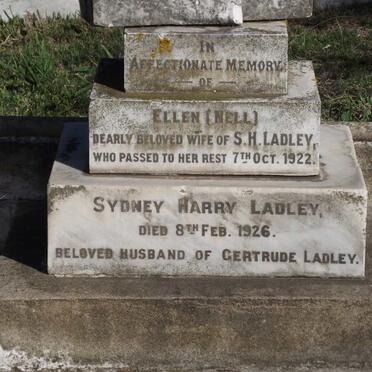 IN
AFFECTIONATE MEMORY
— OF —
ELLEN (NELL)
DEARLY BELOVED WIFE OF S.H. LADLEY,
WHO PASSED TO HER REST 7TH OCT. 1922.
SYDNEY HARRY LADLEY,
DIED 8TH FEB. 1926.
BELOVED HUSBAND OF GERTRUDE LADLEY.